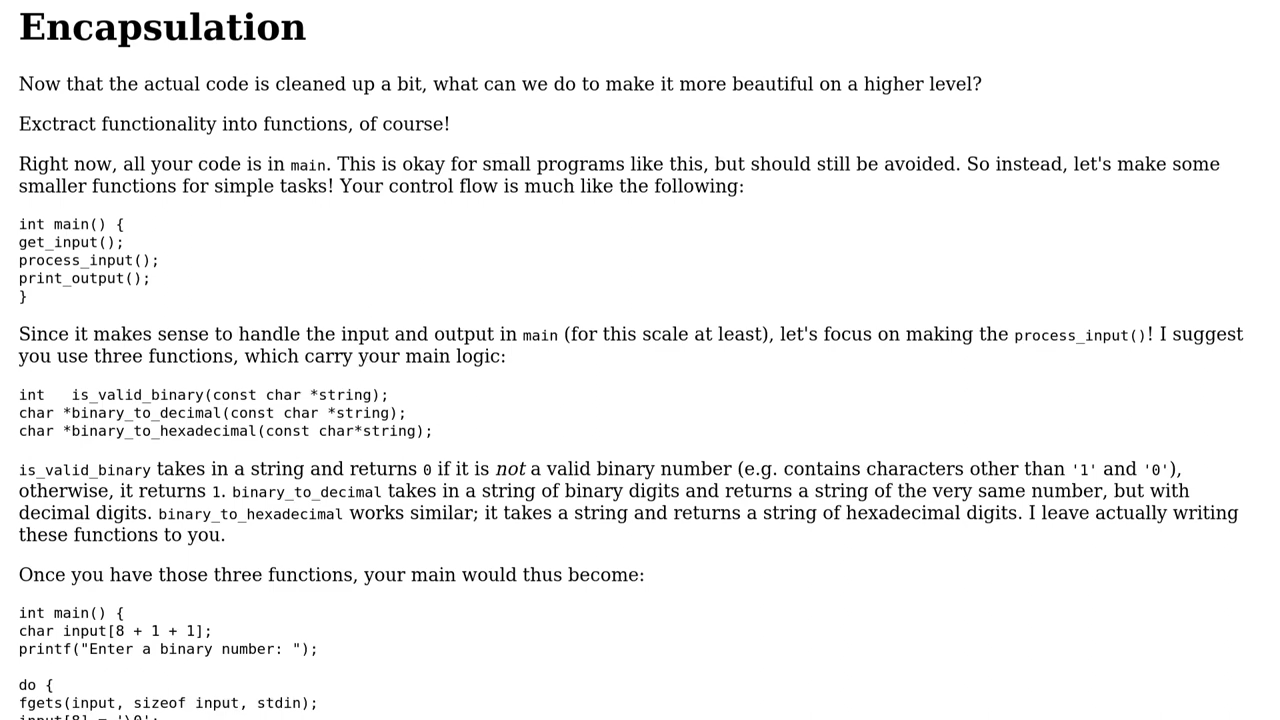 Encapsulation
Now that the actual code is cleaned up a bit, what can we do to make it more beautiful on a higher level?
Exctract functionality into functions, of course!
Right now, all your code is in main. This is okay for small programs like this, but should still be avoided. So instead, let's make some
smaller functions for simple tasks! Your control flow is much like the following:
int main() {
get_input();
process_input();
print_output();
}
Since it makes sense to handle the input and output in main (for this scale at least), let's focus on making the process_input()! I suggest
you use three functions, which carry your main logic:
int   is_valid_binary(const char *string);
char *binary_to_decimal(const char *string);
char *binary_to_hexadecimal(const char*string);
is_valid_binary takes in a string and returns 0 if it is not a valid binary number (e.g. contains characters other than '1' and '0'),
otherwise, it returns 1. binary_to_decimal takes in a string of binary digits and returns a string of the very same number, but with
decimal digits. binary_to_hexadecimal works similar; it takes a string and returns a string of hexadecimal digits. I leave actually writing
these functions to you.
Once you have those three functions, your main would thus become:
int main() {
char input[8 + 1 + 1];
printf("Enter a binary number: ");
do {
fgets(input, sizeof input, stdin);
input[8] = '\0';